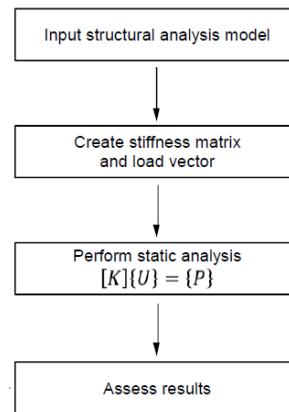 Input structural analysis model
Create stiffness matrix
and load vector
Perform static analysis
[K]{U} = {P}
Assess results